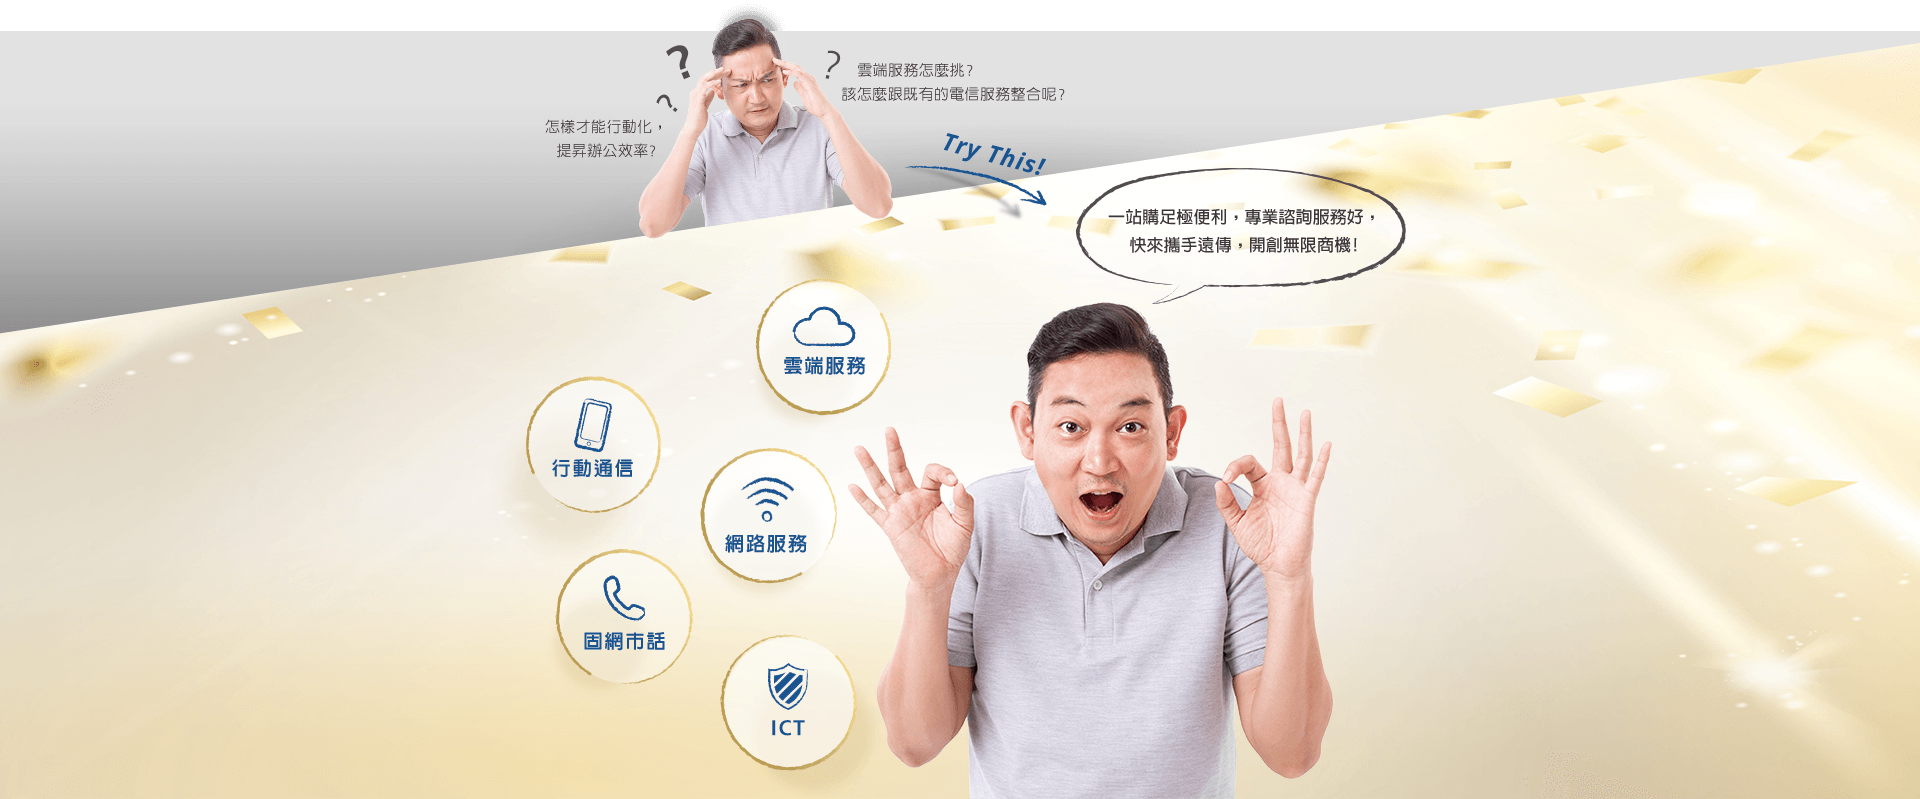 ?
?
?
雲端服務怎麼挑?
該怎麼跟既有的電信服務整合呢?
怎樣才能行動化，
提昇辦公效率?
Try This!
一站購足極便利，專業諮詢服務好，
快來攜手遠傳，開創無限商機!
雲端服務
行動通信
網路服務
固網市話
ICT